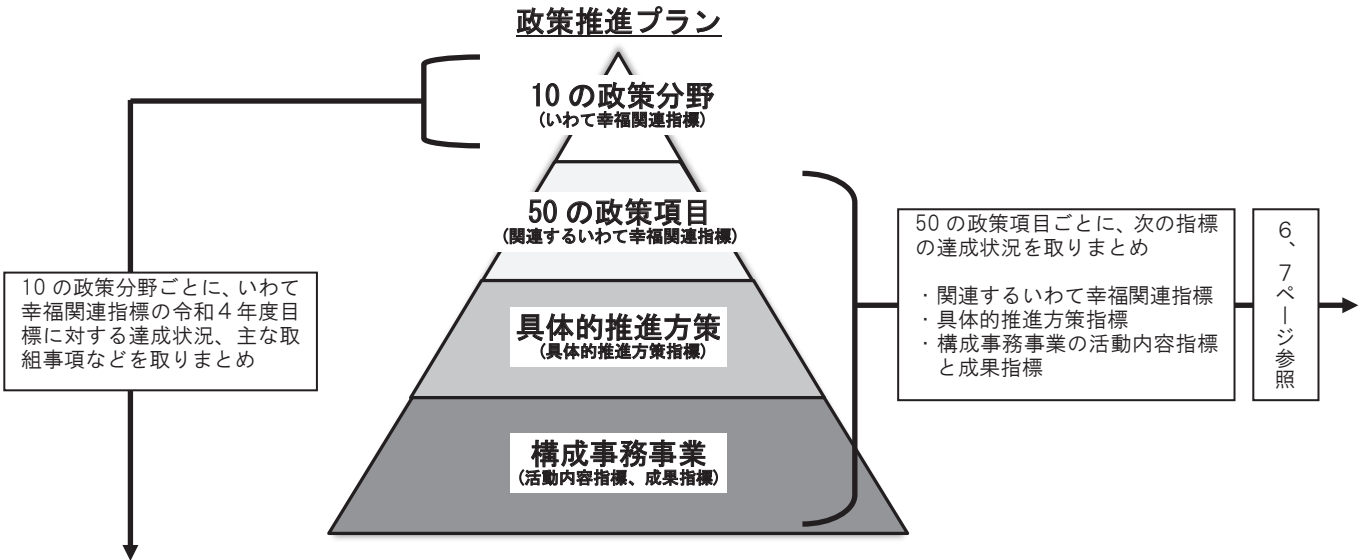 政策推進プラン
10 の政策分野
(いわて幸福関連指標)
50 の政策項目
(関連するいわて幸福関連指標)
具体的推進方策
(具体的推進方策指標)
構成事務事業
(活動内容指標、成果指標)
10 の政策分野ごとに、いわて
幸福関連指標の令和４年度目
標に対する達成状況、主な取
組事項などを取りまとめ
50 の政策項目ごとに、次の指標
の達成状況を取りまとめ
・関連するいわて幸福関連指標
・具体的推進方策指標
・構成事務事業の活動内容指標
と成果指標
６、７ページ参照